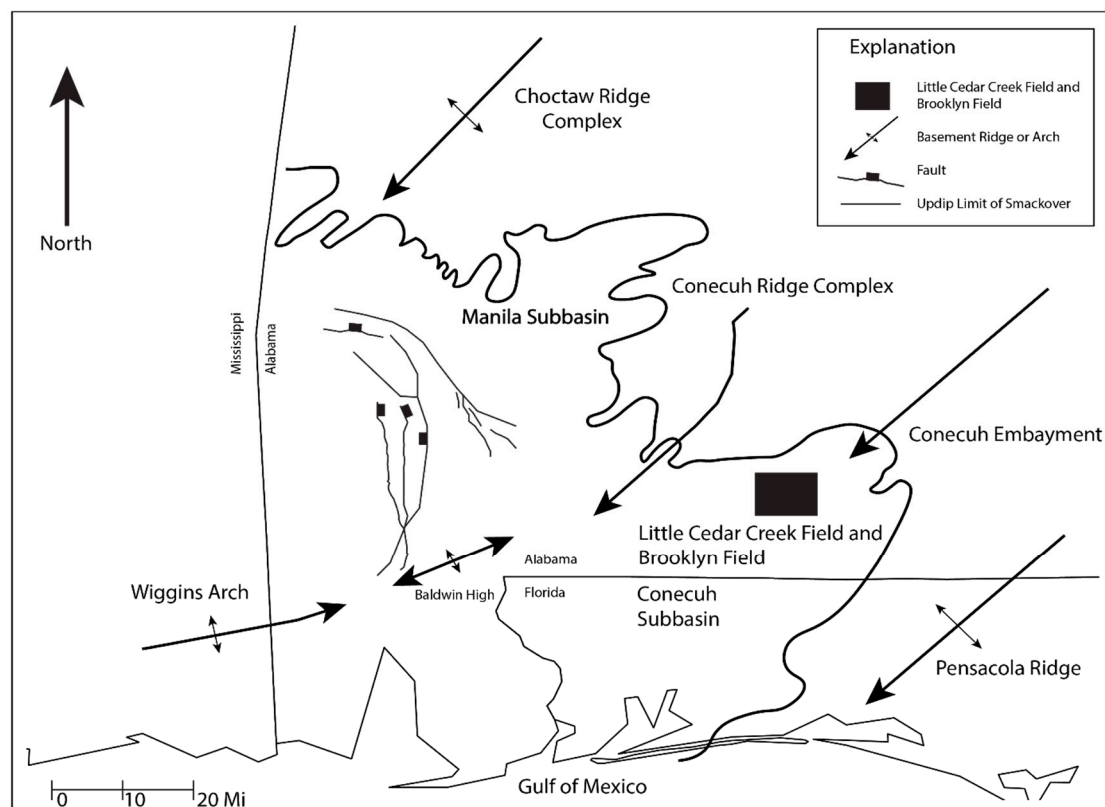 Explanation
Little Cedar Creek Field and
Brooklyn Field
Basement Ridge or Arch
Fault
Updip Limit of Smackover
North
Choctaw Ridge
Complex
Mississippi
Alabama
Manila Subbasin
Conecuh Ridge Complex
Conecuh Embayment
Little Cedar Creek Field and
Brooklyn Field
Alabama
Florida
Conecuh
Subbasin
Wiggins Arch
Baldwin High
Pensacola Ridge
Gulf of Mexico
0 10 20 Mi